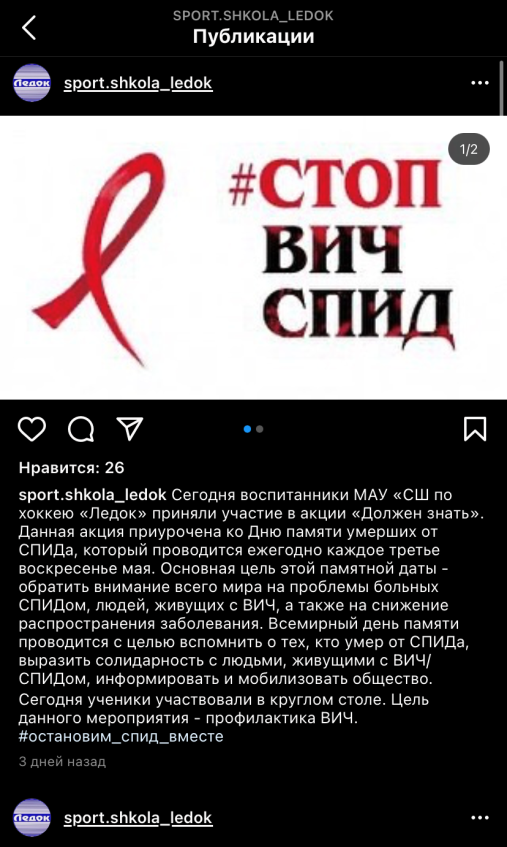 SPORT.SHKOLA_LEDOK
Публикации
Ледок
sport.shkola_ledok
1/2
#СТОП
ВИЧ
СПИД
Нравится: 26
sport.shkola_ledok Сегодня воспитанники МАУ «СШ по
хоккею «Ледок» приняли участие в акции «Должен знать».
Данная акция приурочена ко Дню памяти умерших от
СПИДа, который проводится ежегодно каждое третье
воскресенье мая. Основная цель этой памятной даты -
обратить внимание всего мира на проблемы больных
СПИДом, людей, живущих с ВИЧ, а также на снижение
распространения заболевания. Всемирный день памяти
проводится с целью вспомнить о тех, кто умер от СПИДа,
выразить солидарность с людьми, живущими с ВИЧ/
СПИДом, информировать и мобилизовать общество.
Сегодня ученики участвовали в круглом столе. Цель
данного мероприятия - профилактика ВИЧ.
#остановим_спид_вместе
3 дней назад
Ледок
sport.shkola_ledok